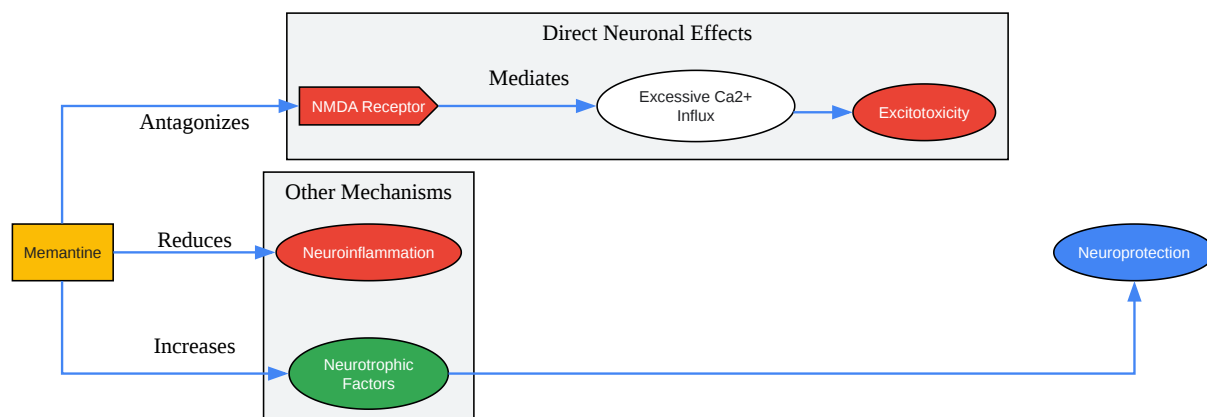 Direct Neuronal Effects
Mediates
NMDA Receptor
Excessive Ca2+
Influx
Excitotoxicity
Antagonizes
Other Mechanisms
Memantine
Reduces
Neuroinflammation
Neuroprotection
Increases
Neurotrophic
Factors